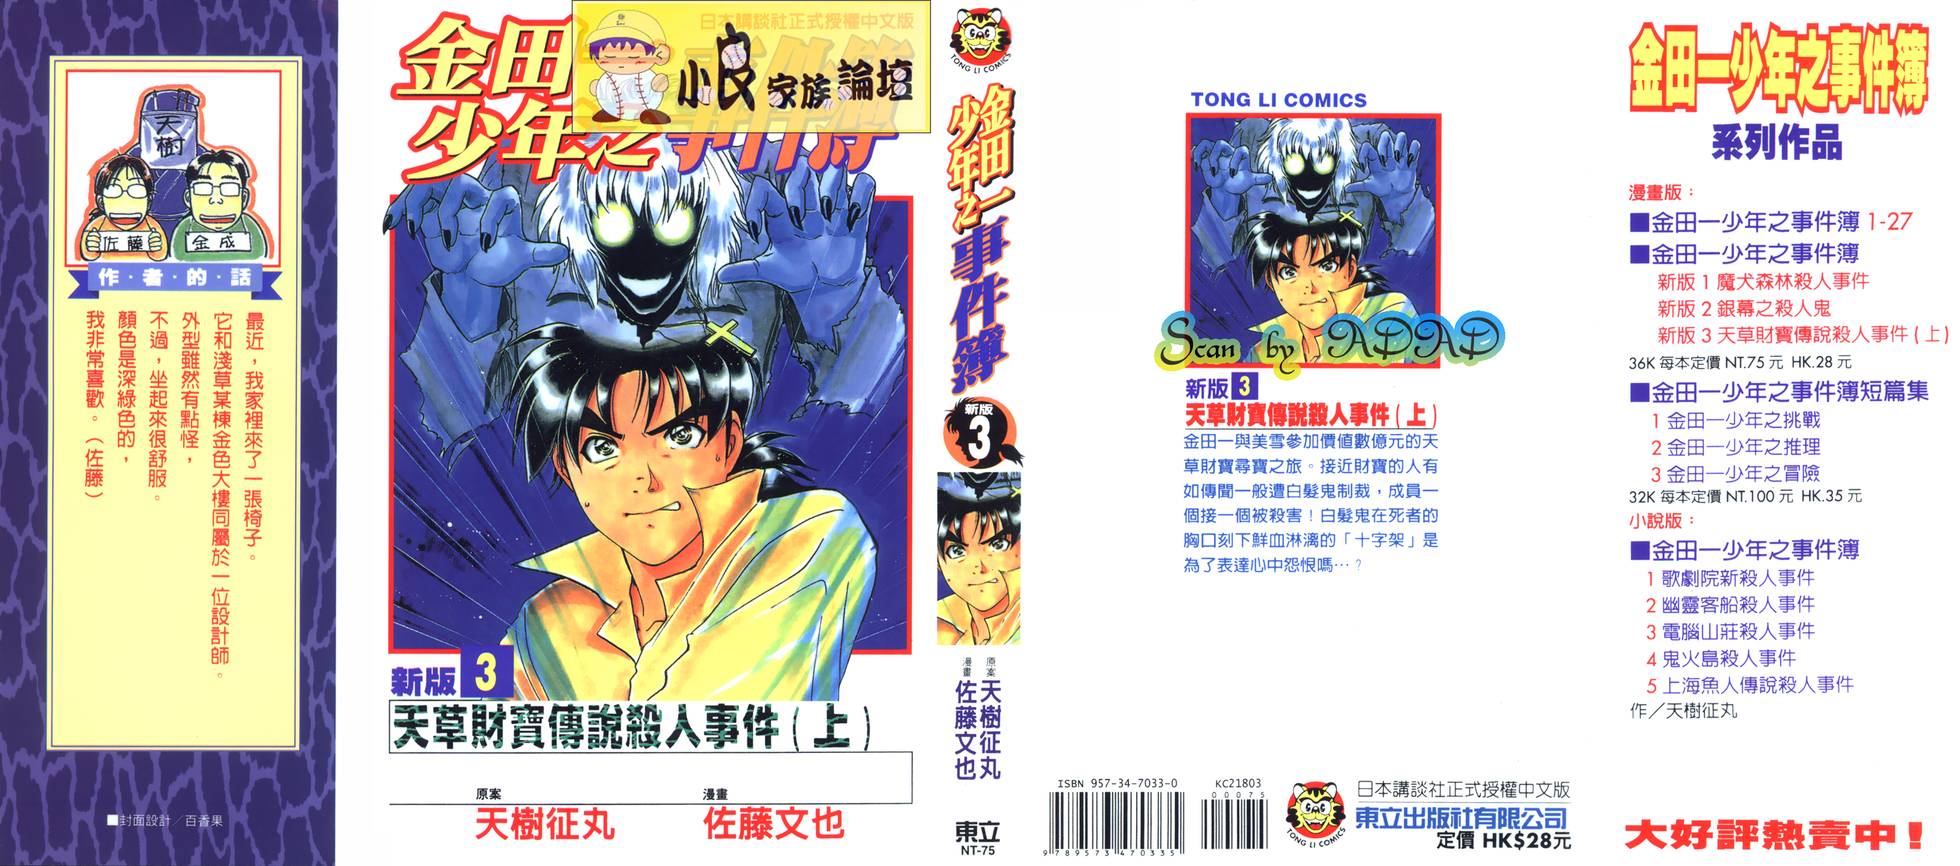 天樹
佐藤
金成
作・者・的・話
最近，我家裡來了一張椅子。
它和淺草某棟金色大樓同屬於一位設計師。
外型雖然有點怪，
不過，坐起來很舒服。
顏色是深綠色的，
我非常喜歡。（佐藤）
■封面設計／百香果
日本講談社正式授權中文版
小良家族論壇
金田
少年之事件簿
新版 3
天草財寶傳說殺人事件(上)
原案
天樹征丸
漫畫
佐藤文也
TONG LI COMICS
金田一少年之事件簿
新版
3
原案 天樹征丸
漫畫 佐藤文也
東立
NT-75
TONG LI COMICS
Scan by ADAD
新版 3
天草財寶傳說殺人事件(上)
金田一與美雪參加價值數億元的天
草財寶尋寶之旅。接近財寶的人有
如傳聞一般遭白髮鬼制裁，成員一
個接一個被殺害！白髮鬼在死者的
胸口刻下鮮血淋漓的「十字架」是
為了表達心中怨恨嗎…？
ISBN 957-34-7033-0
KC21803
00075
9789573470335
TONG LI COMICS
日本講談社正式授權中文版
東立出版社有限公司
定價 HK$28元
金田一少年之事件簿
系列作品
漫畫版：
■金田一少年之事件簿 1-27
■金田一少年之事件簿
新版 1 魔犬森林殺人事件
新版 2 銀幕之殺人鬼
新版 3 天草財寶傳說殺人事件(上)
36K 每本定價 NT.75 元 HK.28 元
■金田一少年之事件簿短篇集
1 金田一少年之挑戰
2 金田一少年之推理
3 金田一少年之冒險
32K 每本定價 NT.100 元 HK.35 元
小說版：
■金田一少年之事件簿
1 歌劇院新殺人事件
2 幽靈客船殺人事件
3 電腦山莊殺人事件
4 鬼火島殺人事件
5 上海魚人傳說殺人事件
作／天樹征丸
大好評熱賣中！